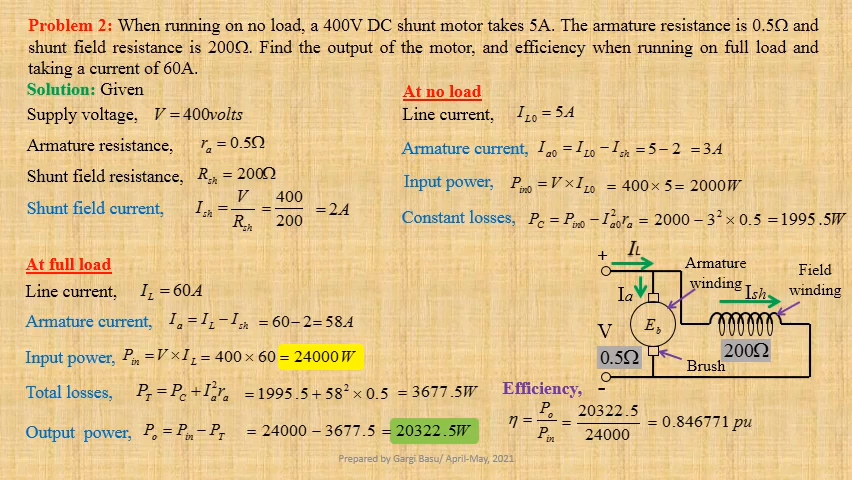 Problem 2: When running on no load, a 400V DC shunt motor takes 5A. The armature resistance is 0.5Ω and
shunt field resistance is 200Ω. Find the output of the motor, and efficiency when running on full load and
taking a current of 60A.
Solution: Given
Supply voltage, V = 400volts
Armature resistance, r_a = 0.5Ω
Shunt field resistance, R_sh = 200Ω
Shunt field current, I_sh = V/R_sh = 400/200 = 2A
At no load
Line current, I_L0 = 5A
Armature current, I_a0 = I_L0 − I_sh = 5 − 2 = 3A
Input power, P_in0 = V × I_L0 = 400 × 5 = 2000W
Constant losses, P_C = P_in0 − I²_a0 r_a = 2000 − 3² × 0.5 = 1995.5W
At full load
Line current, I_L = 60A
Armature current, I_a = I_L − I_sh = 60 − 2 = 58A
Input power, P_in = V × I_L = 400 × 60 = 24000W
Total losses, P_T = P_C + I²_a r_a = 1995.5 + 58² × 0.5 = 3677.5W
Output power, P_o = P_in − P_T = 24000 − 3677.5 = 20322.5W
+
I_L
Armature
winding
Field
winding
I_a
I_sh
V
E_b
0.5Ω
200Ω
Brush
-
Efficiency,
η = P_o/P_in = 20322.5/24000 = 0.846771 pu
Prepared by Gargi Basu/ April-May, 2021